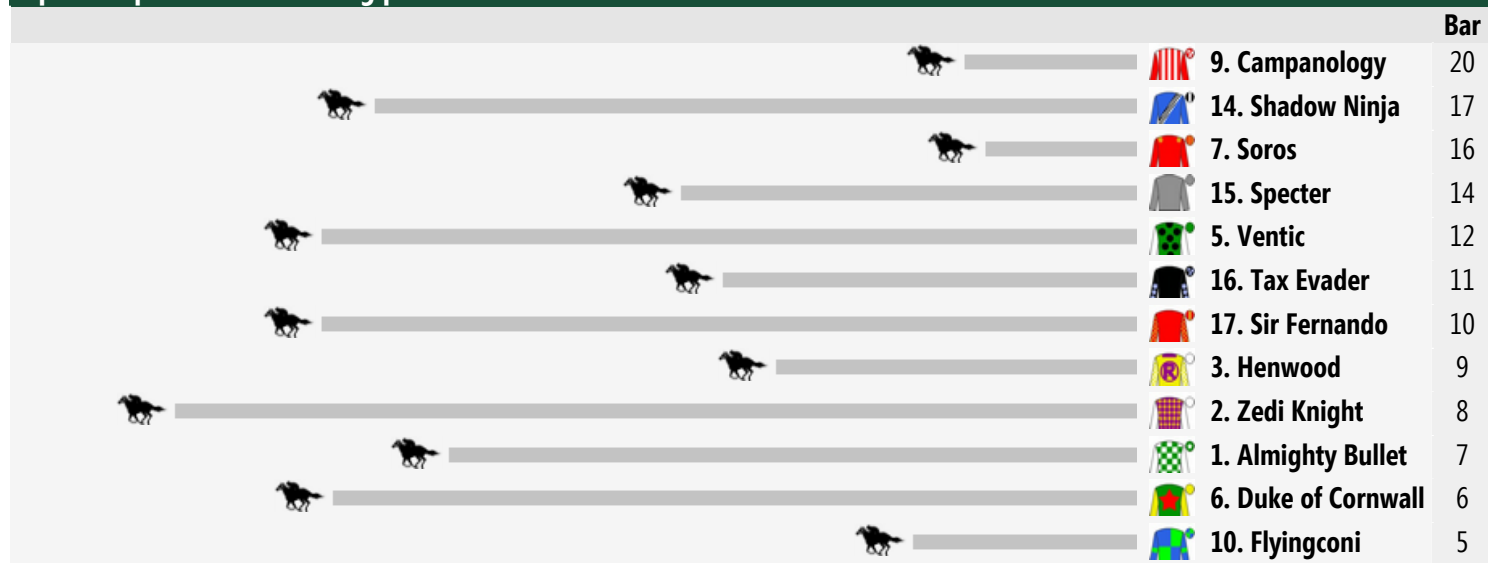 Bar
9. Campanology 20
14. Shadow Ninja 17
7. Soros 16
15. Specter 14
5. Ventic 12
16. Tax Evader 11
17. Sir Fernando 10
R
3. Henwood 9
2. Zedi Knight 8
1. Almighty Bullet 7
6. Duke of Cornwall 6
10. Flyingconi 5